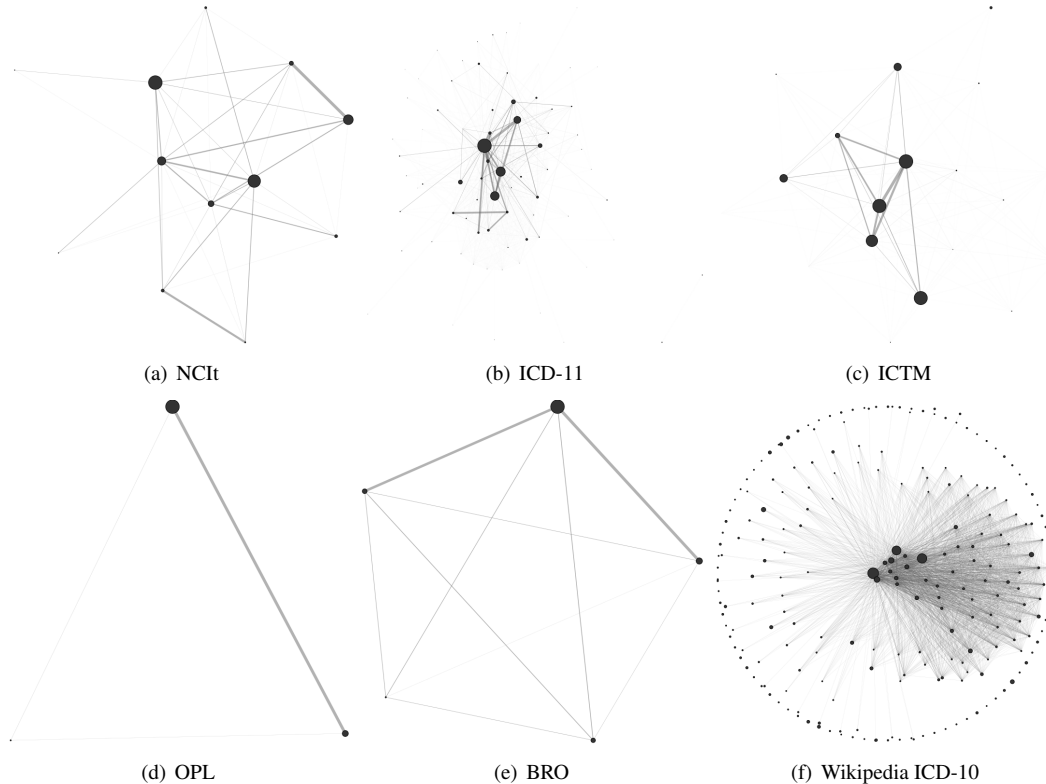 (a) NCIt
(b) ICD-11
(c) ICTM
(d) OPL
(e) BRO
(f) Wikipedia ICD-10